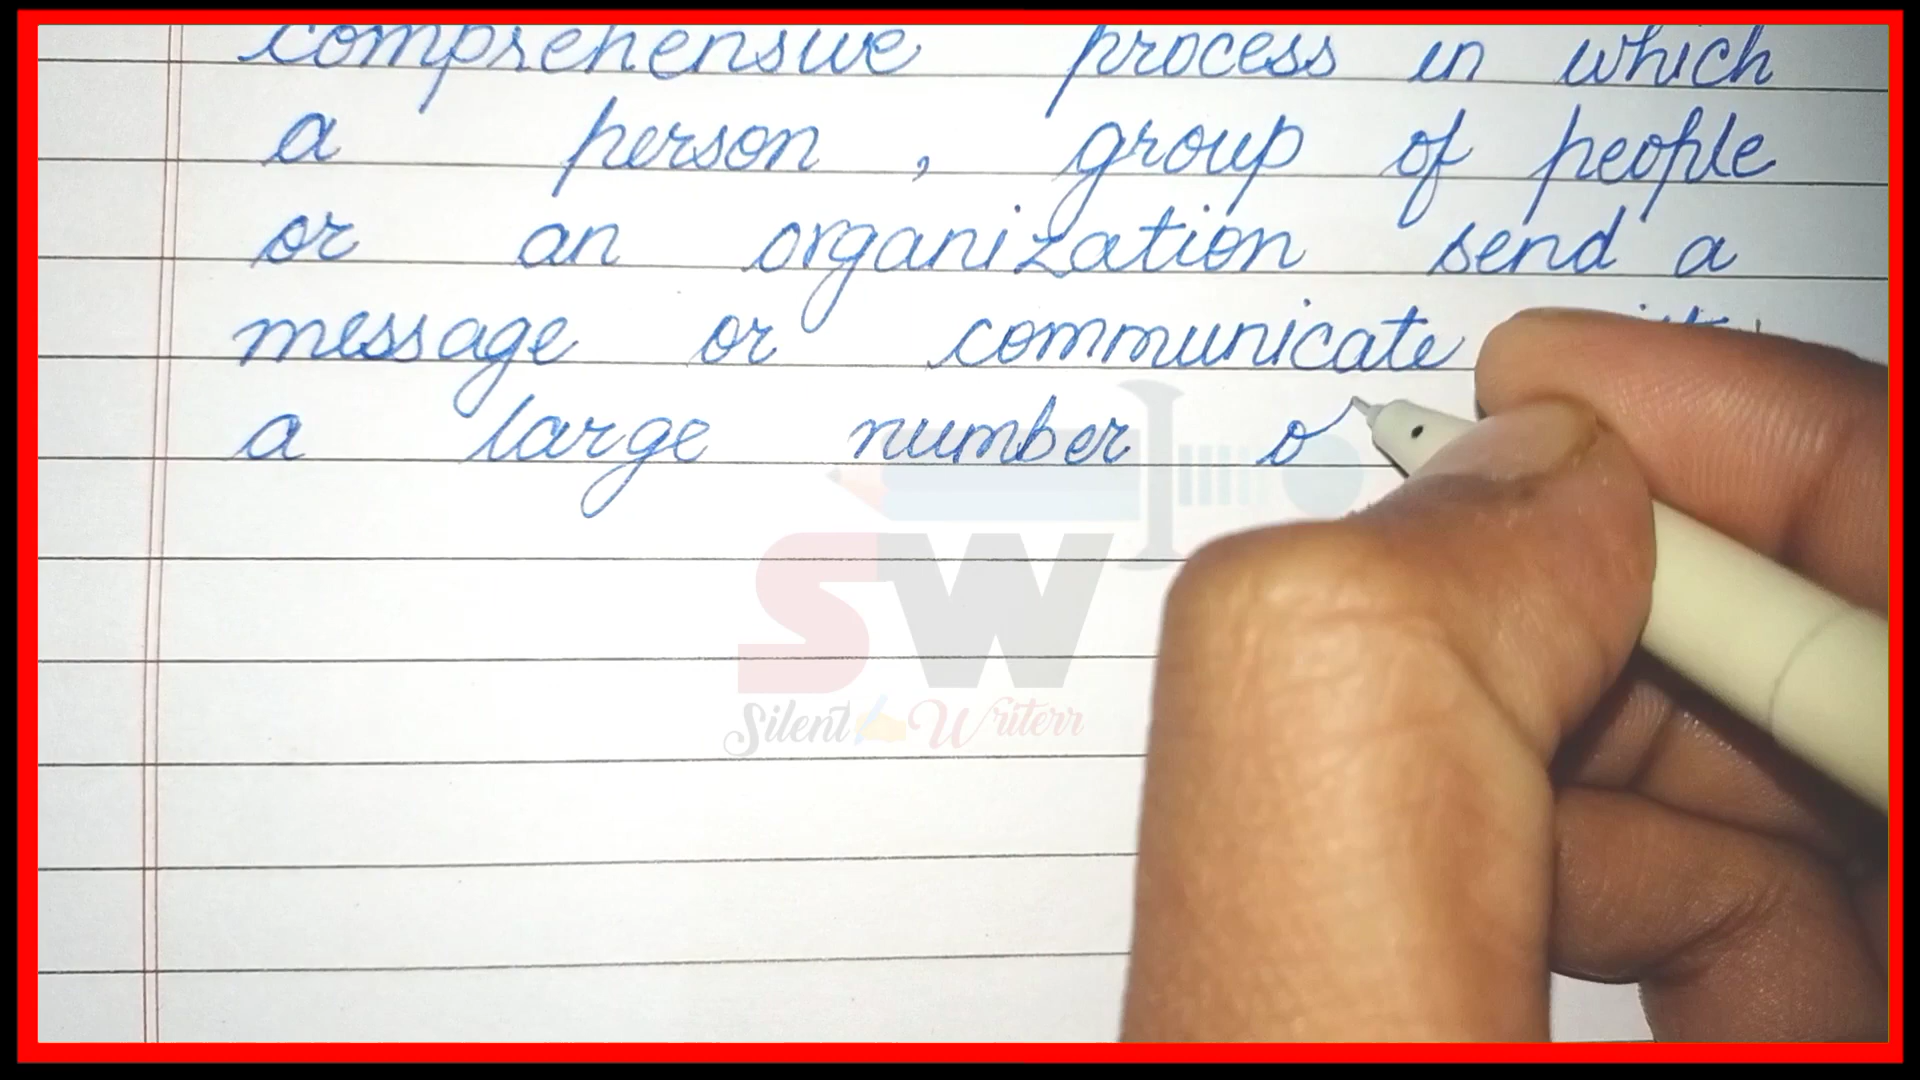 comprehensive process in which
a person , group of people
or an organization send a
message or communicate
a large number o
SW
Silent Writerr